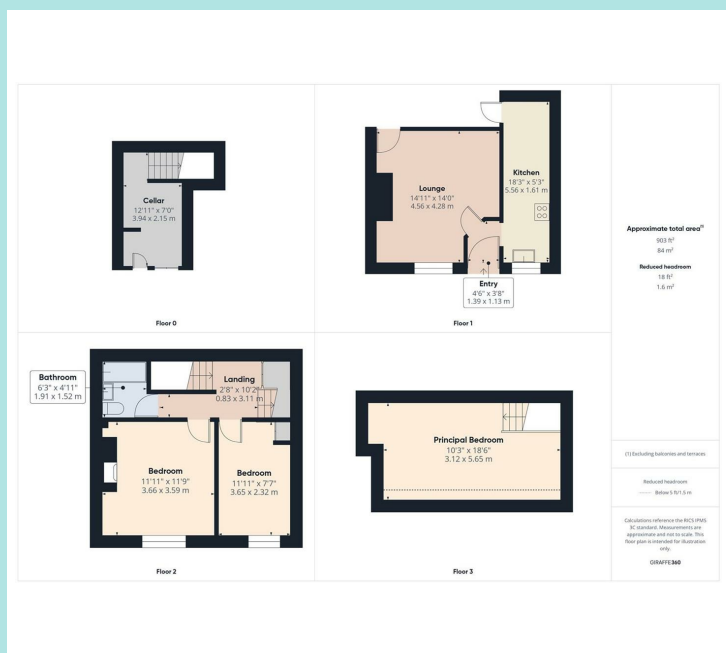 Cellar
12'11" x 7'0"
3.94 x 2.15 m
Floor 0
Lounge
14'11" x 14'0"
4.56 x 4.28 m
Kitchen
18'3" x 5'3"
5.56 x 1.61 m
Entry
4'6" x 3'8"
1.39 x 1.13 m
Floor 1
Bathroom
6'3" x 4'11"
1.91 x 1.52 m
Landing
2'8" x 10'2"
0.83 x 3.11 m
Bedroom
11'11" x 11'9"
3.66 x 3.59 m
Bedroom
11'11" x 7'7"
3.65 x 2.32 m
Floor 2
Principal Bedroom
10'3" x 18'6"
3.12 x 5.65 m
Floor 3
Approximate total area⁽¹⁾
903 ft²
84 m²
Reduced headroom
18 ft²
1.6 m²
(1) Excluding balconies and terraces
Reduced headroom
Below 5 ft/1.5 m
Calculations reference the RICS IPMS
3C standard. Measurements are
approximate and not to scale. This
floor plan is intended for illustration
only.
GIRAFFE360